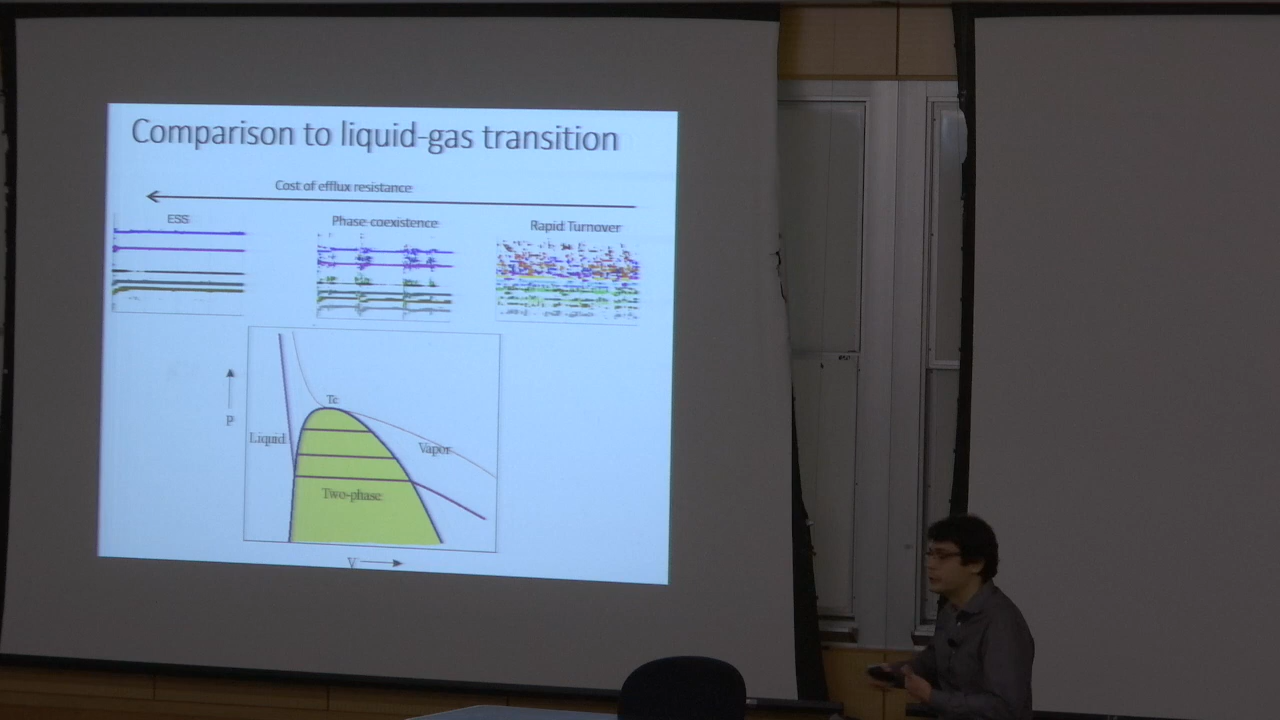 Comparison to liquid-gas transition
Cost of efflux resistance
ESS
Phase coexistence
Rapid Turnover
Tc
P
Liquid
Vapor
Two-phase
V